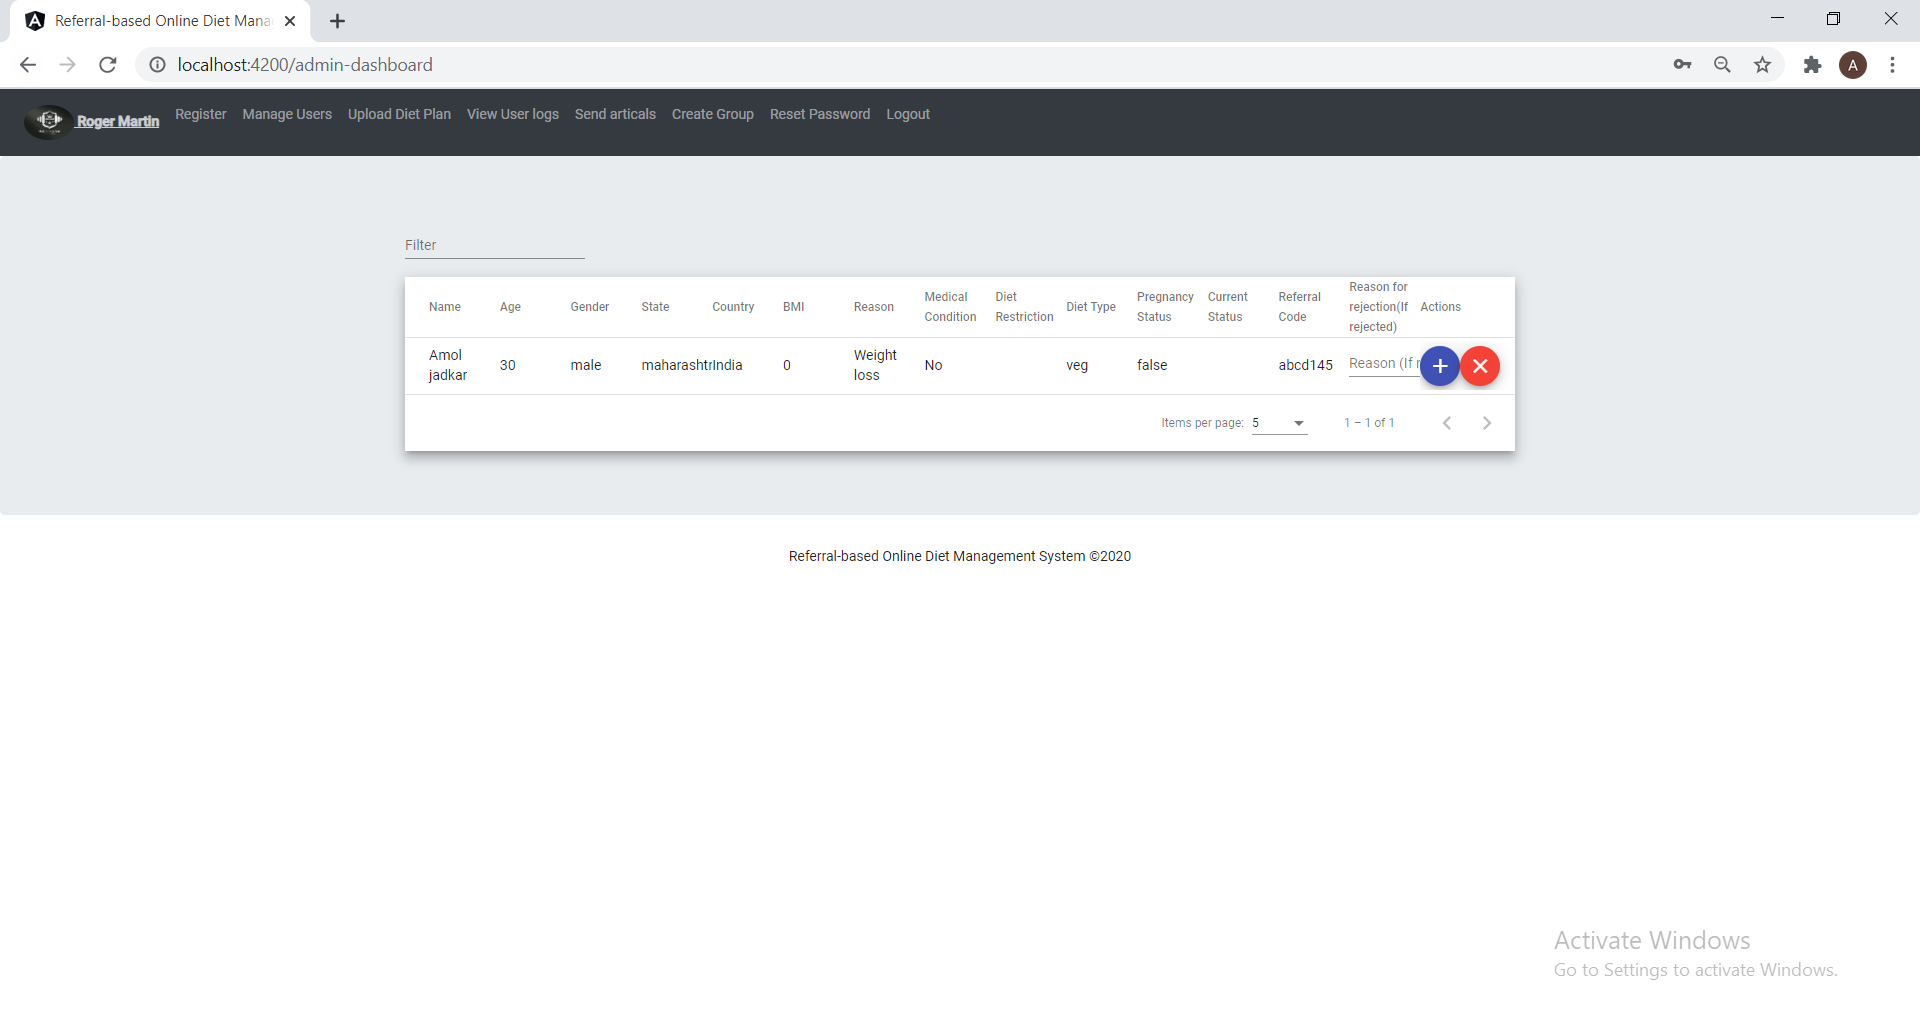 Referral-based Online Diet Mana
localhost:4200/admin-dashboard
A
Roger Martin Register Manage Users Upload Diet Plan View User logs Send articals Create Group Reset Password Logout
Filter
Name Age Gender State Country BMI Reason Medical Condition Diet Restriction Diet Type Pregnancy Status Current Status Referral Code Reason for rejection(If rejected) Actions
Amol jadkar 30 male maharashtr India 0 Weight loss No veg false abcd145 Reason (If r
Items per page: 5 1 – 1 of 1
Referral-based Online Diet Management System ©2020
Activate Windows
Go to Settings to activate Windows.